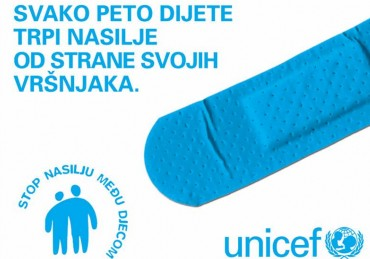 SVAKO PETO DIJETE
TRPI NASILJE
OD STRANE SVOJIH
VRŠNJAKA.
STOP NASILJU MEĐU DJECOM
unicef